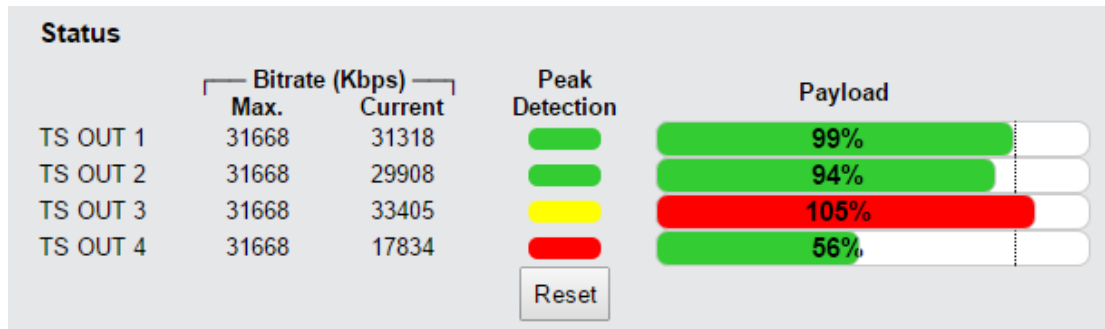 Status
Bitrate (Kbps) Peak
Max. Current Detection Payload
TS OUT 1 31668 31318 99%
TS OUT 2 31668 29908 94%
TS OUT 3 31668 33405 105%
TS OUT 4 31668 17834 56%
Reset